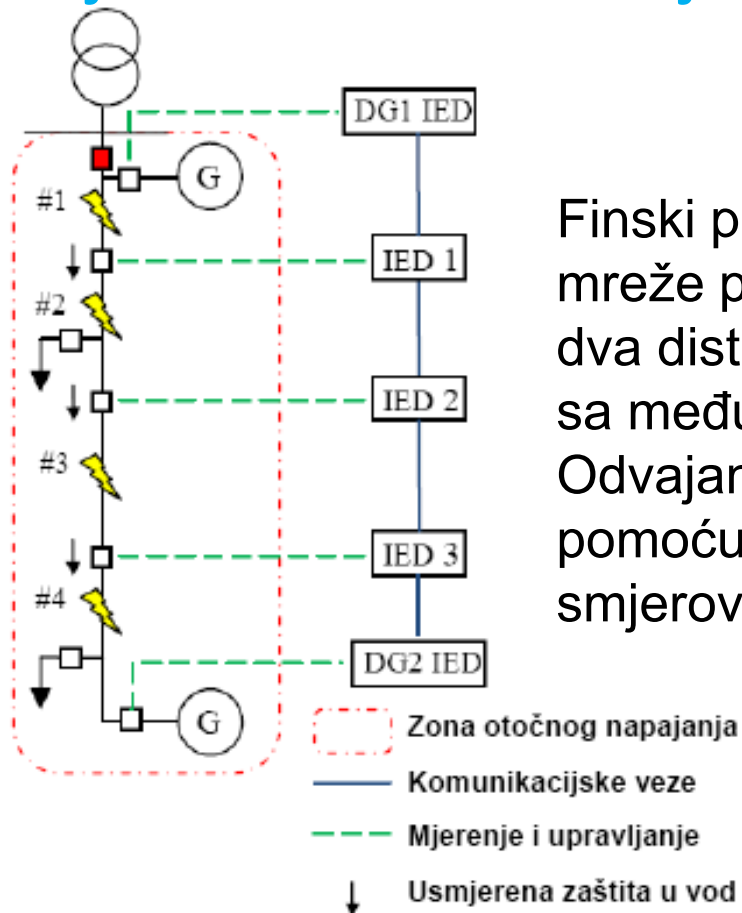 DG1 IED
G
#1
IED 1
#2
IED 2
#3
IED 3
#4
DG2 IED
G
Finski p
mreže p
dva dist
sa među
Odvajan
pomoću
smjerov
Zona otočnog napajanja
Komunikacijske veze
Mjerenje i upravljanje
Usmjerena zaštita u vod